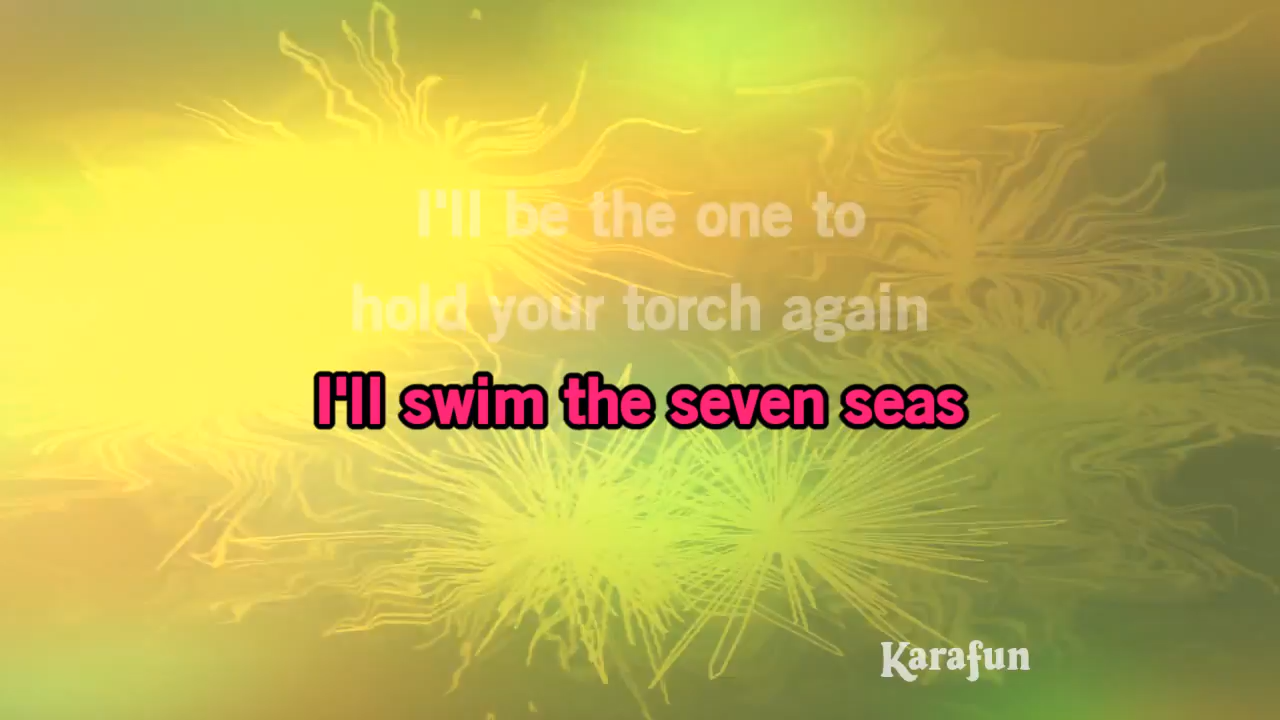 I'll be the one to
hold your torch again
I'll swim the seven seas
Karafun